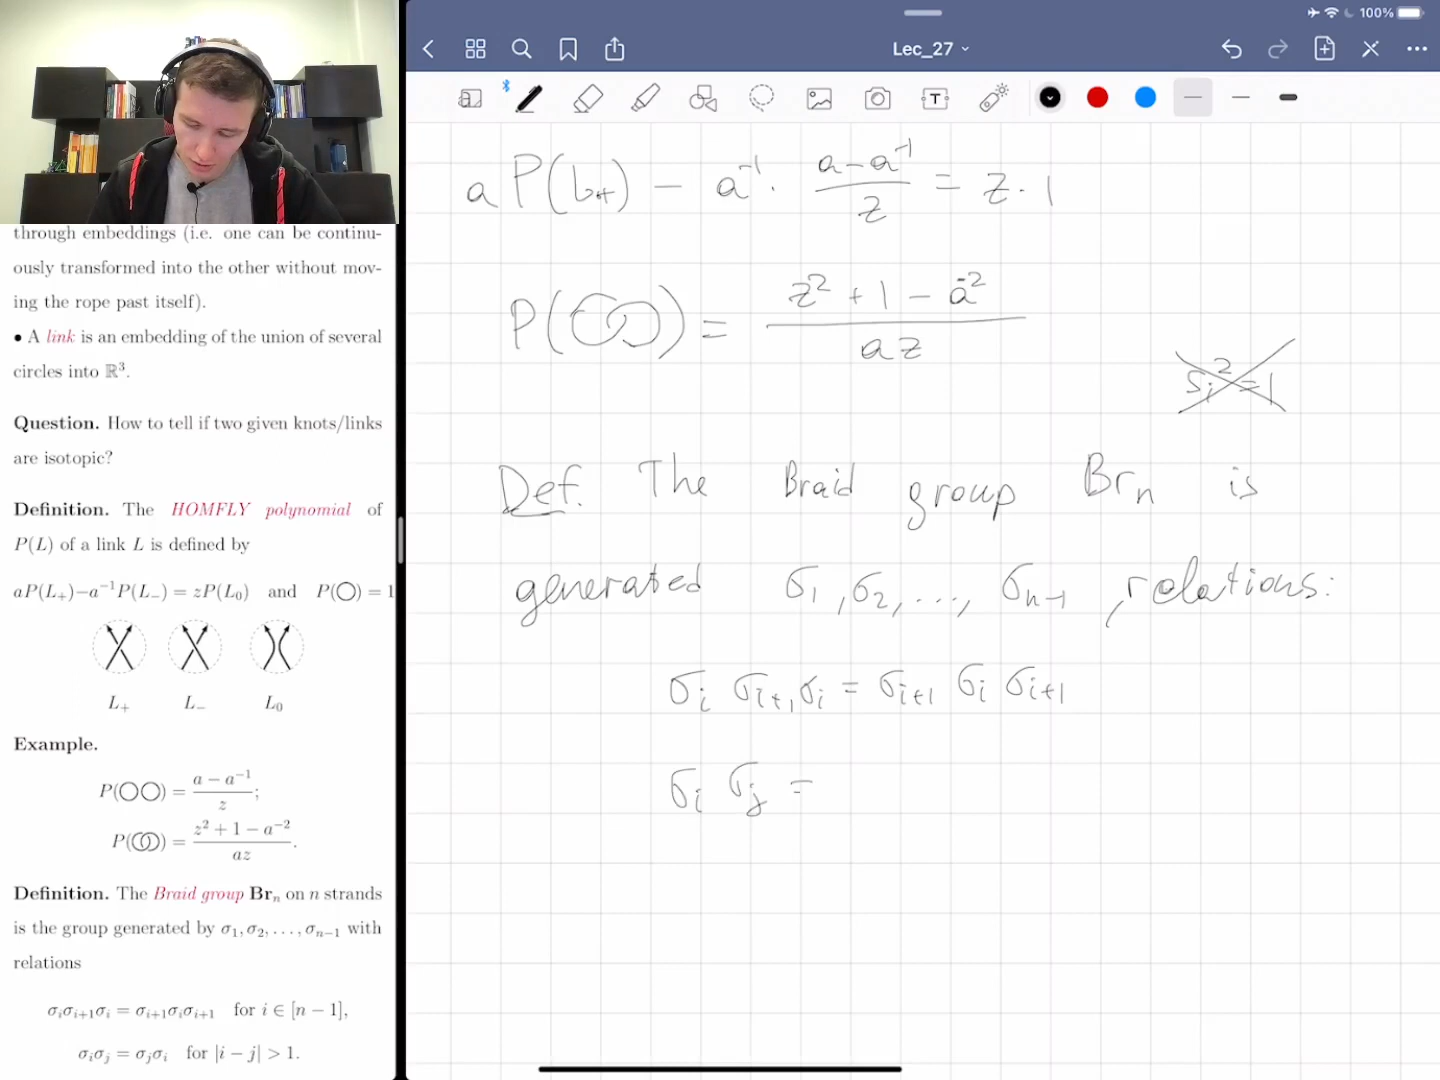 100%
Lec_27
T
through embeddings (i.e. one can be continu-
ously transformed into the other without mov-
ing the rope past itself).
• A link is an embedding of the union of several
circles into ℝ³.
Question. How to tell if two given knots/links
are isotopic?
Definition. The HOMFLY polynomial of
P(L) of a link L is defined by
aP(L₊)−a⁻¹P(L₋) = zP(L₀) and P(◯) = 1
L₊ L₋ L₀
Example.
P(◯◯) = (a − a⁻¹)/z;
P(Ⓞ) = (z² + 1 − a⁻²)/(az).
Definition. The Braid group Brₙ on n strands
is the group generated by σ₁, σ₂, . . . , σₙ₋₁ with
relations
σᵢσᵢ₊₁σᵢ = σᵢ₊₁σᵢσᵢ₊₁ for i ∈ [n − 1],
σᵢσⱼ = σⱼσᵢ for |i − j| > 1.
a P(L₊) − a⁻¹ · (a − a⁻¹)/z = z · 1
P(Ⓞ) = (z² + 1 − a⁻²)/(az)
sᵢ² = 1
Def. The Braid group Brₙ is
generated σ₁, σ₂, ..., σₙ₋₁, relations:
σᵢ σᵢ₊₁ σᵢ = σᵢ₊₁ σᵢ σᵢ₊₁
σᵢ σⱼ =